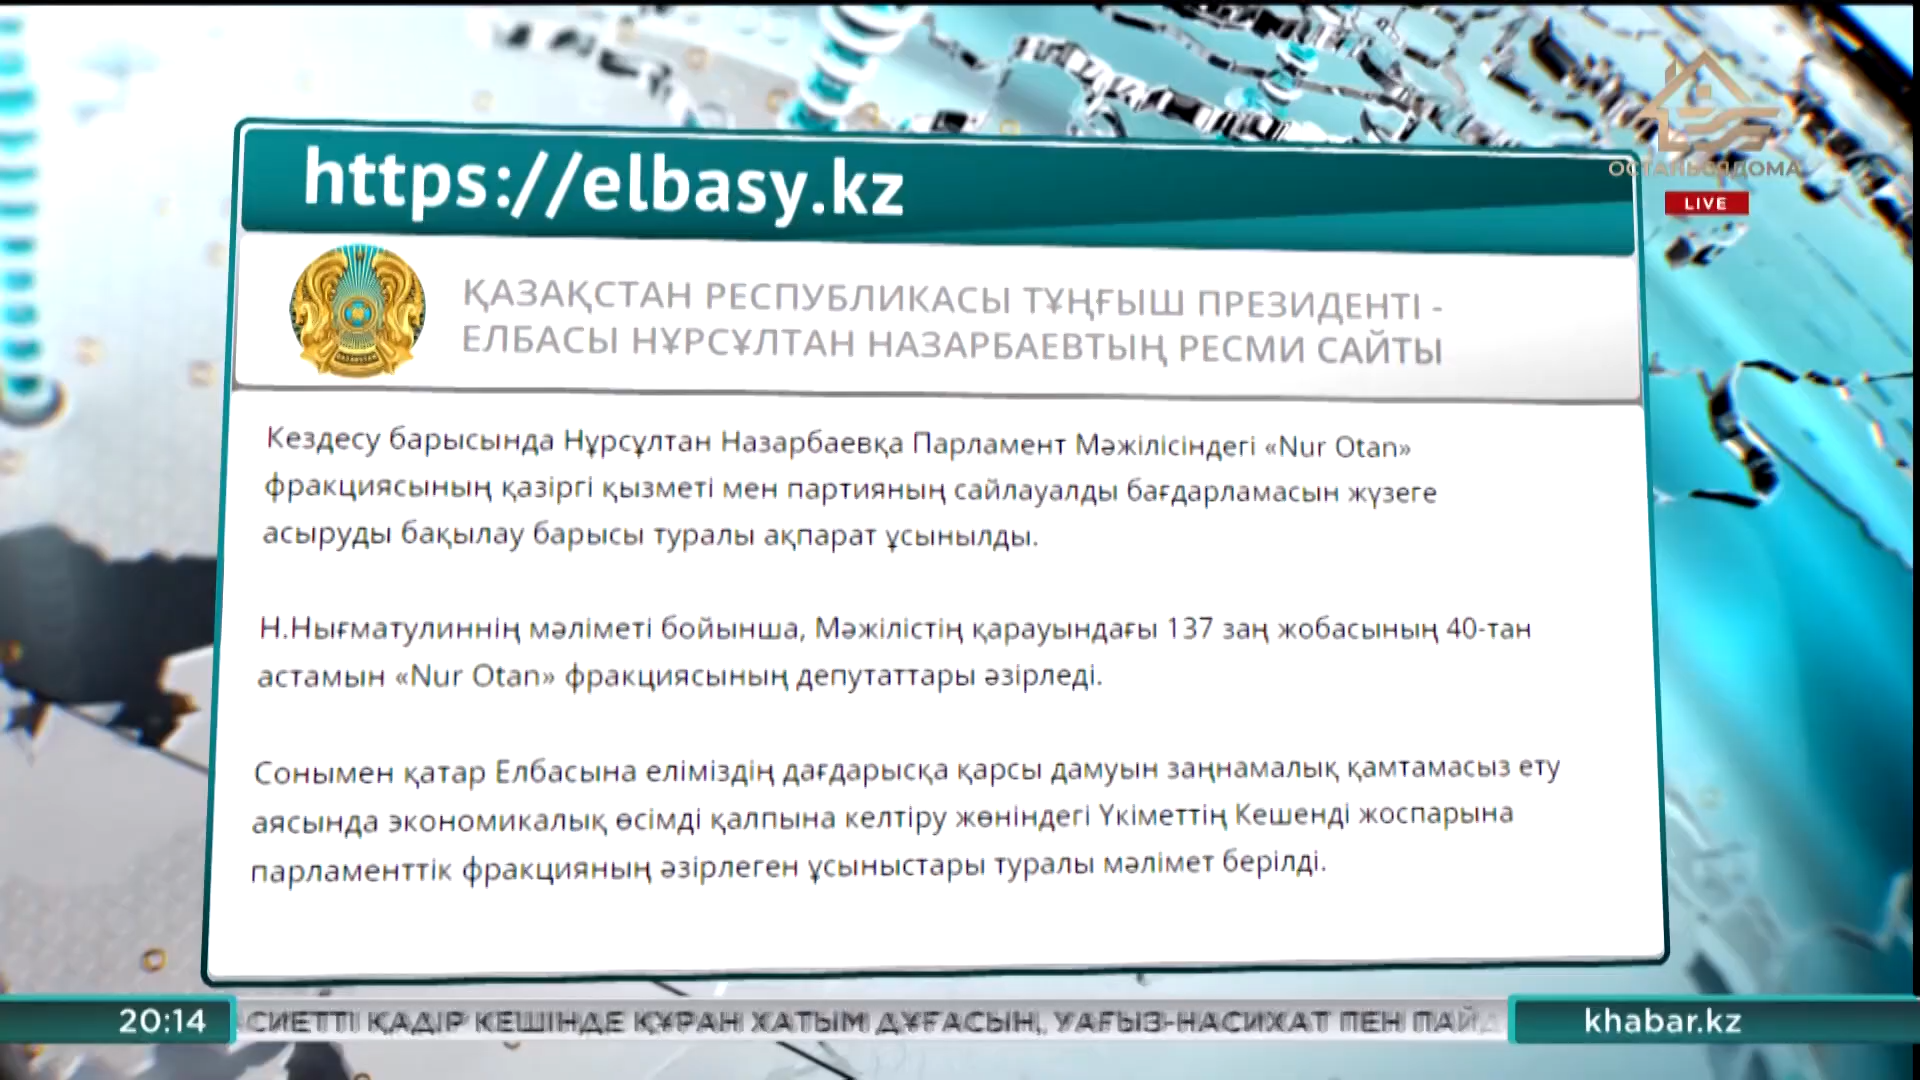 https://elbasy.kz
ОСТАНЬСЯДОМА
LIVE
ҚАЗАҚСТАН РЕСПУБЛИКАСЫ ТҰҢҒЫШ ПРЕЗИДЕНТІ -
ЕЛБАСЫ НҰРСҰЛТАН НАЗАРБАЕВТЫҢ РЕСМИ САЙТЫ
ҚАЗАҚСТАН
Кездесу барысында Нұрсұлтан Назарбаевқа Парламент Мәжілісіндегі «Nur Otan»
фракциясының қазіргі қызметі мен партияның сайлауалды бағдарламасын жүзеге
асыруды бақылау барысы туралы ақпарат ұсынылды.
Н.Нығматулиннің мәліметі бойынша, Мәжілістің қарауындағы 137 заң жобасының 40-тан
астамын «Nur Otan» фракциясының депутаттары әзірледі.
Сонымен қатар Елбасына еліміздің дағдарысқа қарсы дамуын заңнамалық қамтамасыз ету
аясында экономикалық өсімді қалпына келтіру жөніндегі Үкіметтің Кешенді жоспарына
парламенттік фракцияның әзірлеген ұсыныстары туралы мәлімет берілді.
20:14
СИЕТТІ ҚАДІР КЕШІНДЕ ҚҰРАН ХАТЫМ ДҰҒАСЫН, УАҒЫЗ-НАСИХАТ ПЕН ПАЙД
khabar.kz